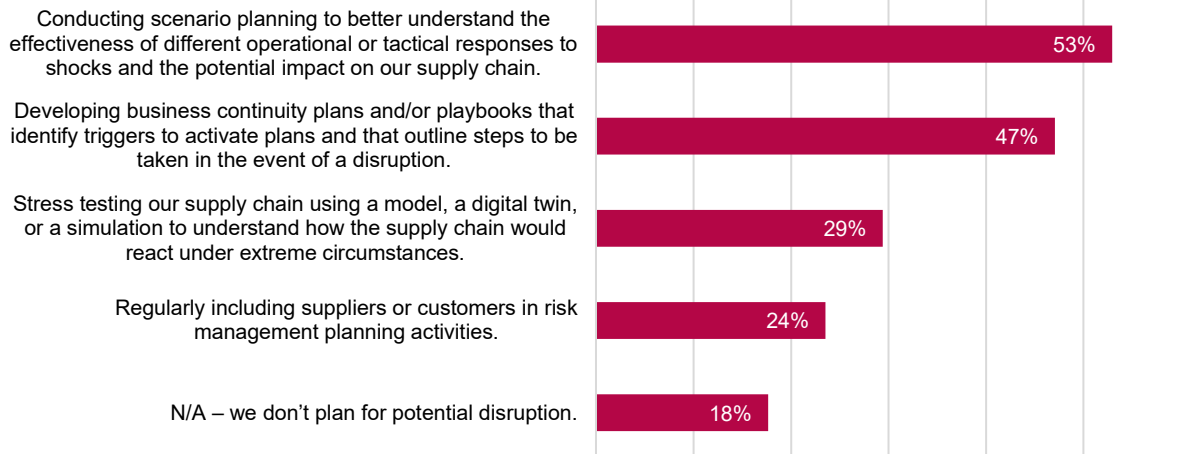 Conducting scenario planning to better understand the
effectiveness of different operational or tactical responses to
shocks and the potential impact on our supply chain.
53%
Developing business continuity plans and/or playbooks that
identify triggers to activate plans and that outline steps to be
taken in the event of a disruption.
47%
Stress testing our supply chain using a model, a digital twin,
or a simulation to understand how the supply chain would
react under extreme circumstances.
29%
Regularly including suppliers or customers in risk
management planning activities.
24%
N/A – we don’t plan for potential disruption.
18%